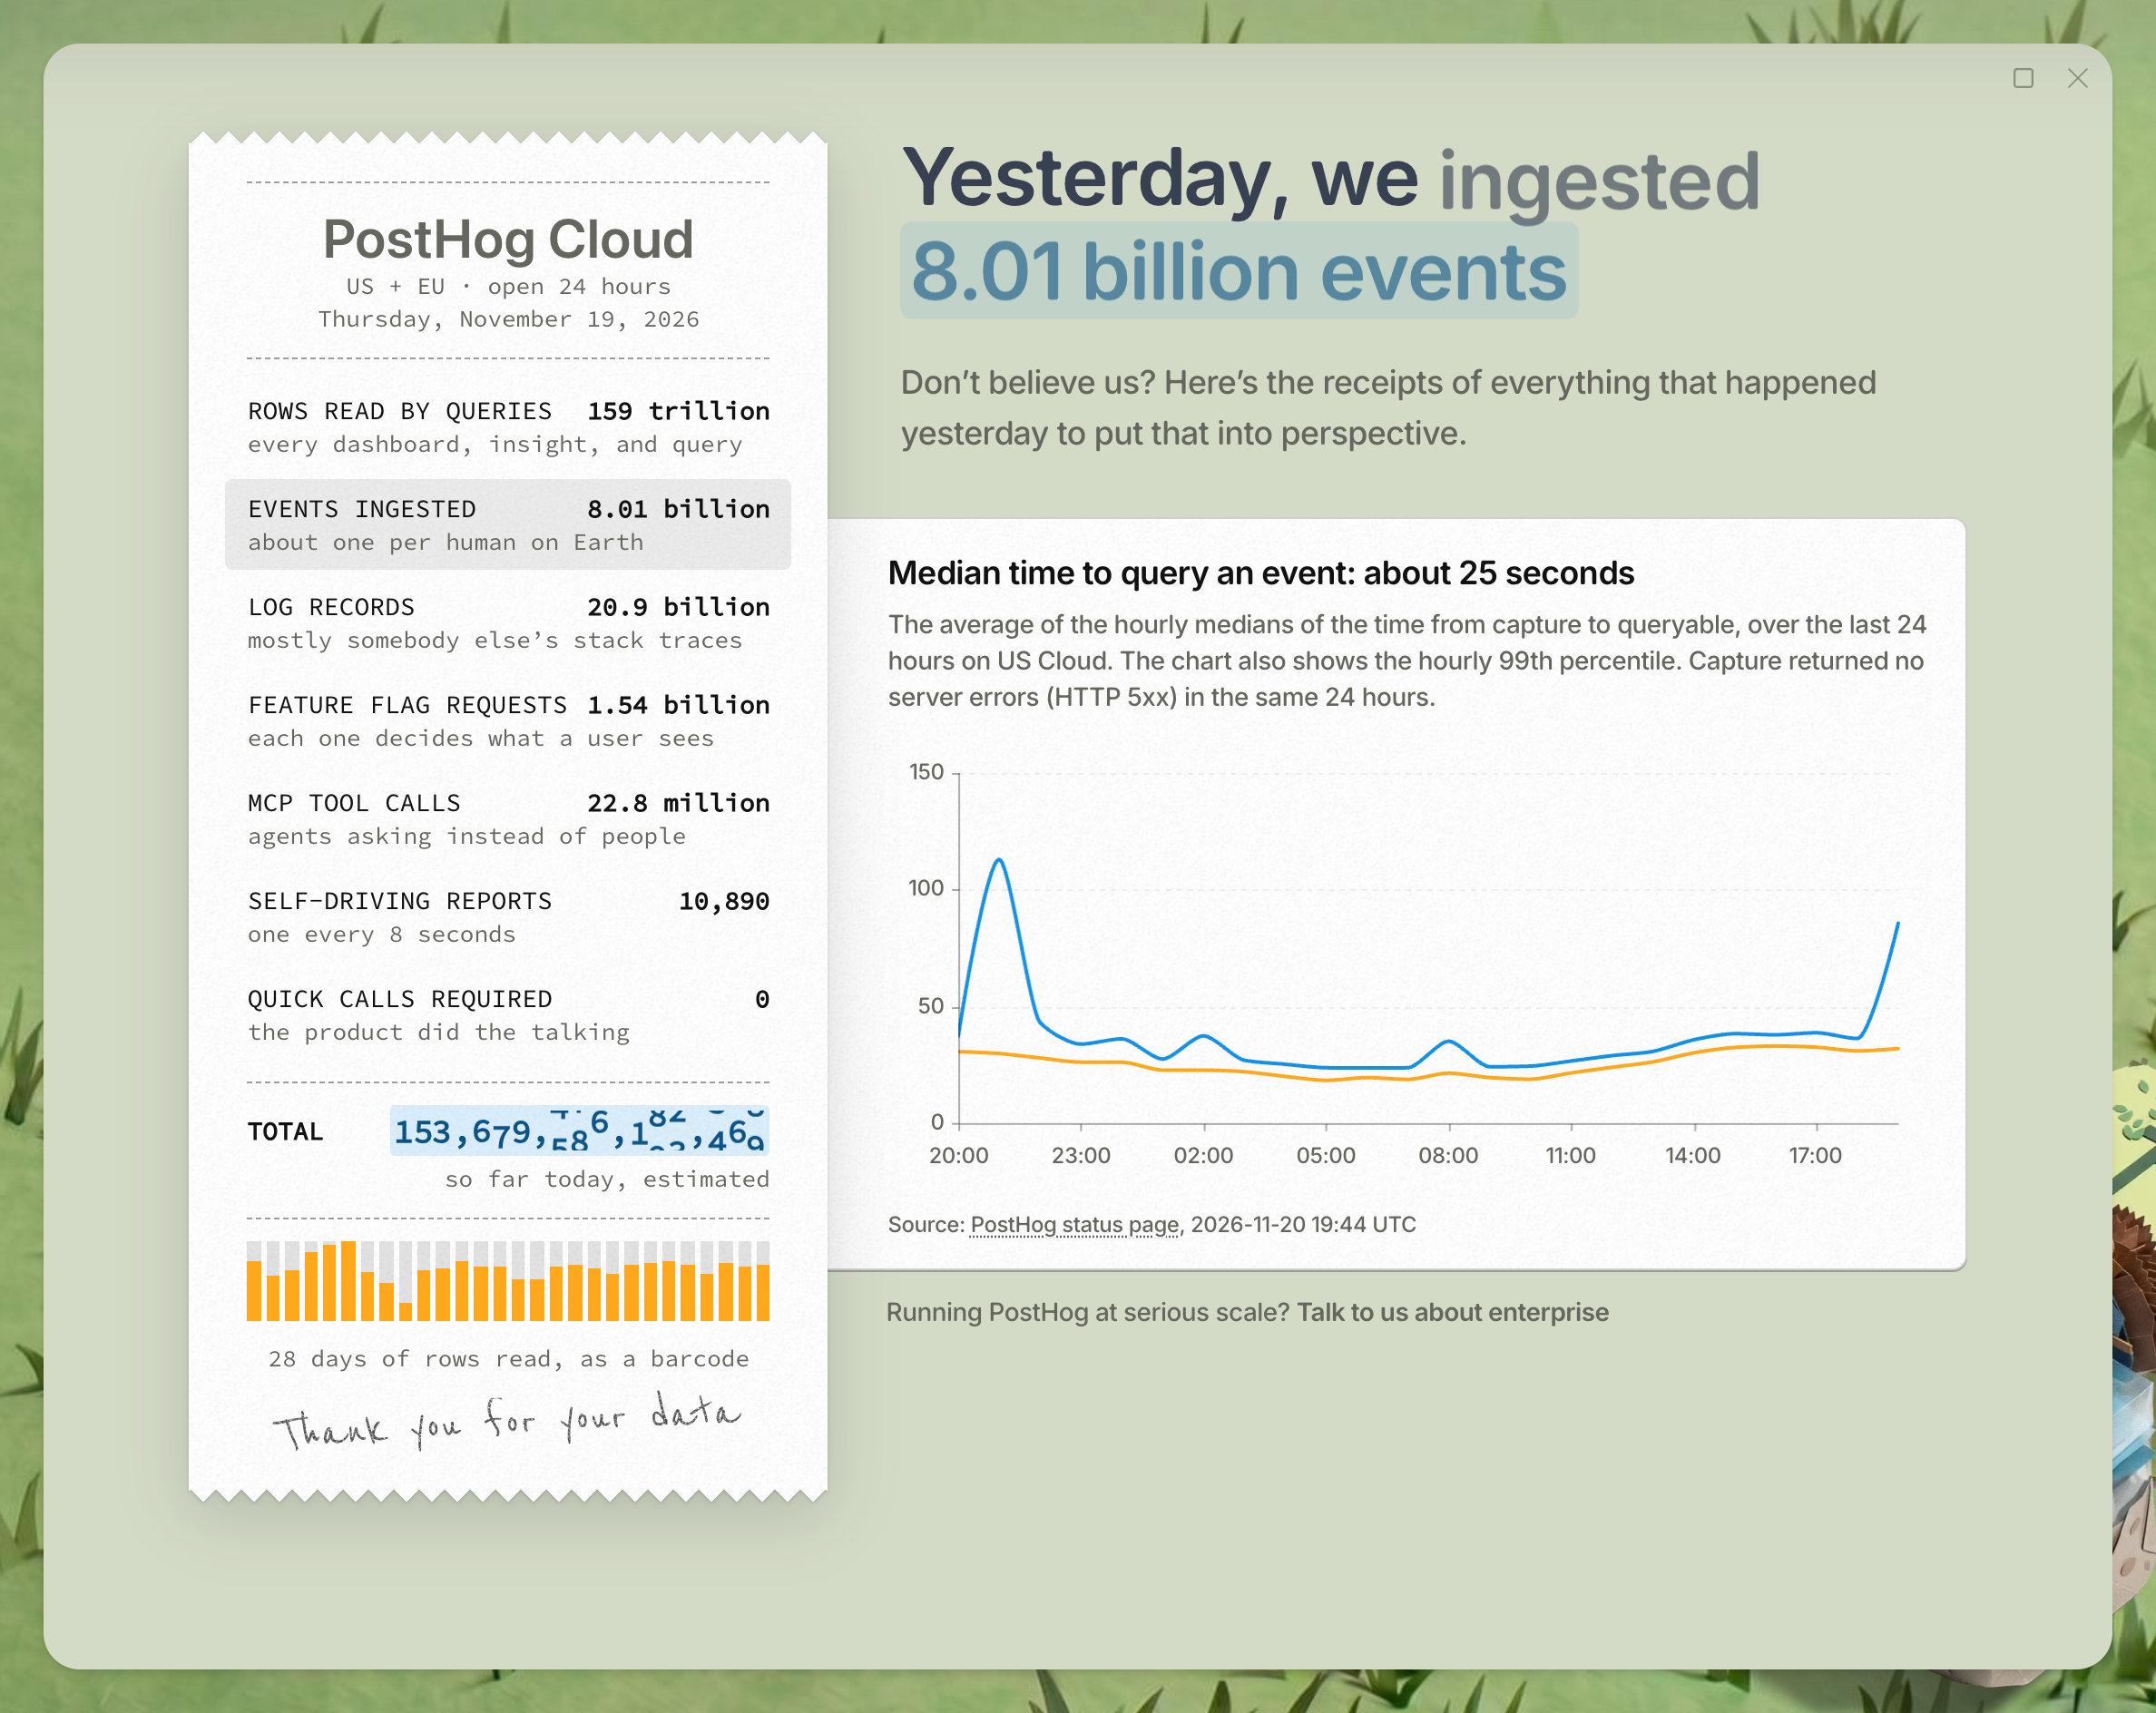 PostHog Cloud
US + EU · open 24 hours
Thursday, November 19, 2026
ROWS READ BY QUERIES 159 trillion
every dashboard, insight, and query
EVENTS INGESTED 8.01 billion
about one per human on Earth
LOG RECORDS 20.9 billion
mostly somebody else’s stack traces
FEATURE FLAG REQUESTS 1.54 billion
each one decides what a user sees
MCP TOOL CALLS 22.8 million
agents asking instead of people
SELF-DRIVING REPORTS 10,890
one every 8 seconds
QUICK CALLS REQUIRED 0
the product did the talking
TOTAL
so far today, estimated
28 days of rows read, as a barcode
Thank you for your data
Yesterday, we ingested
8.01 billion events
Don’t believe us? Here’s the receipts of everything that happened
yesterday to put that into perspective.
Median time to query an event: about 25 seconds
The average of the hourly medians of the time from capture to queryable, over the last 24
hours on US Cloud. The chart also shows the hourly 99th percentile. Capture returned no
server errors (HTTP 5xx) in the same 24 hours.
150
100
50
0
20:00 23:00 02:00 05:00 08:00 11:00 14:00 17:00
Source: PostHog status page, 2026-11-20 19:44 UTC
Running PostHog at serious scale? Talk to us about enterprise